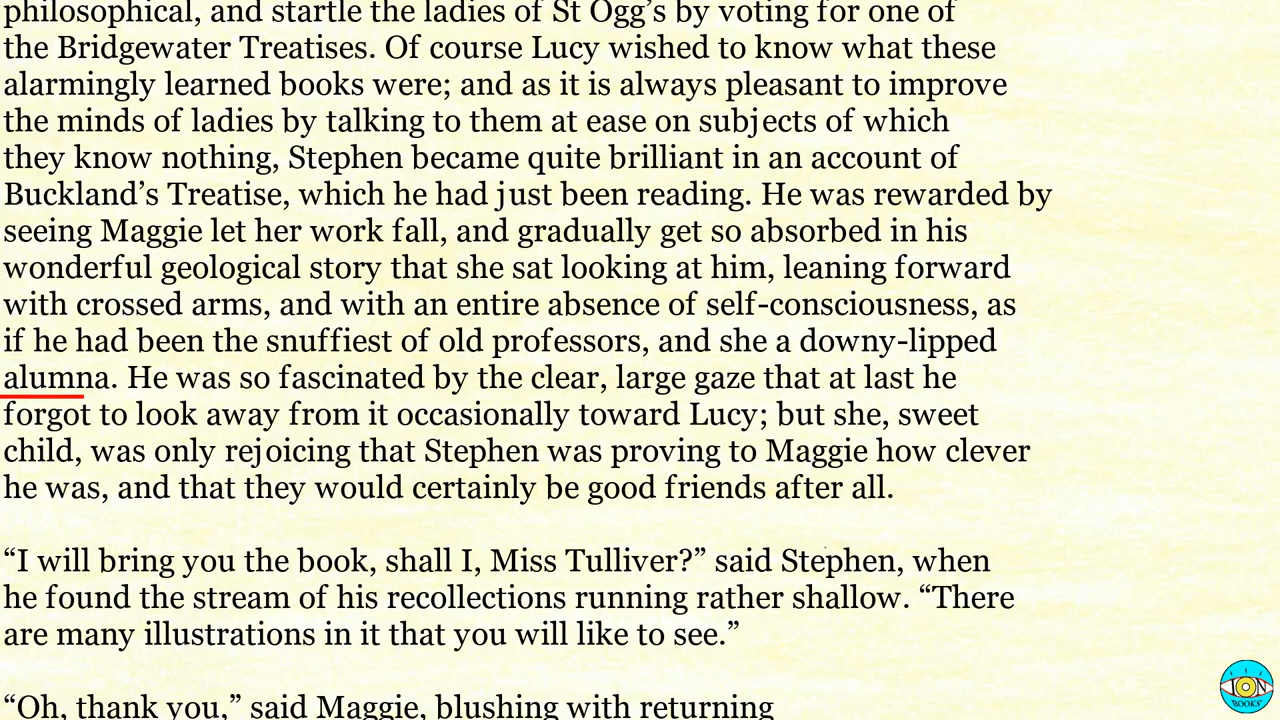 philosophical, and startle the ladies of St Ogg’s by voting for one of
the Bridgewater Treatises. Of course Lucy wished to know what these
alarmingly learned books were; and as it is always pleasant to improve
the minds of ladies by talking to them at ease on subjects of which
they know nothing, Stephen became quite brilliant in an account of
Buckland’s Treatise, which he had just been reading. He was rewarded by
seeing Maggie let her work fall, and gradually get so absorbed in his
wonderful geological story that she sat looking at him, leaning forward
with crossed arms, and with an entire absence of self-consciousness, as
if he had been the snuffiest of old professors, and she a downy-lipped
alumna. He was so fascinated by the clear, large gaze that at last he
forgot to look away from it occasionally toward Lucy; but she, sweet
child, was only rejoicing that Stephen was proving to Maggie how clever
he was, and that they would certainly be good friends after all.
“I will bring you the book, shall I, Miss Tulliver?” said Stephen, when
he found the stream of his recollections running rather shallow. “There
are many illustrations in it that you will like to see.”
“Oh, thank you,” said Maggie, blushing with returning
ION
BOOKS